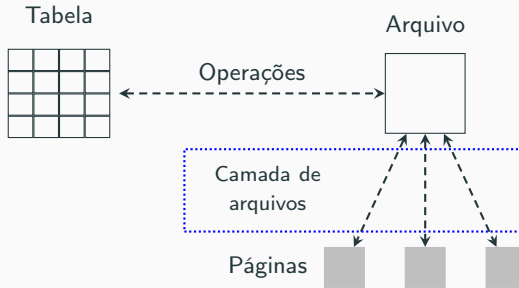 Tabela
Arquivo
Operações
Camada de
arquivos
Páginas